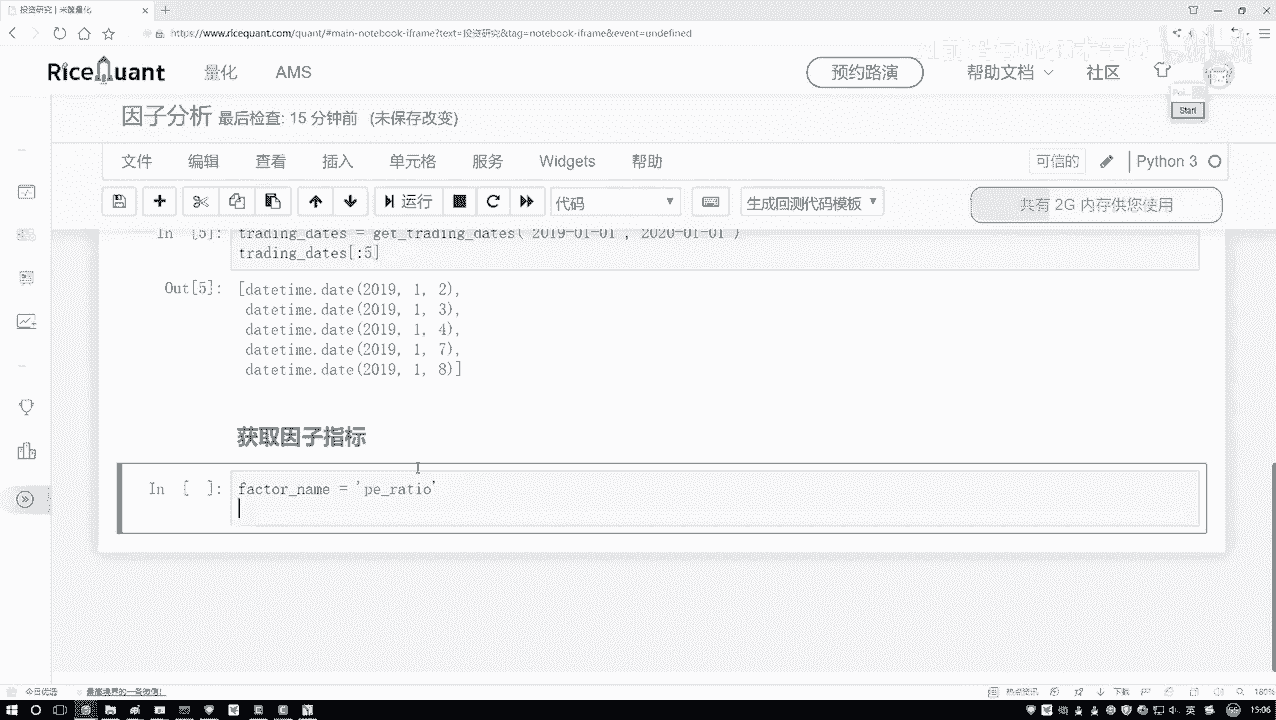 投资研究 | 米筐量化
https://www.ricequant.com/quant/#main-notebook-iframe?text=投资研究&tag=notebook-iframe&event=undefined
RiceQuant 量化 AMS 预约路演 帮助文档 社区
Start
因子分析 最后检查: 15 分钟前 (未保存改变)
文件 编辑 查看 插入 单元格 服务 Widgets 帮助 可信的 Python 3
运行 代码 生成回测代码模板 共有 2G 内存供您使用
In [5]: trading_dates = get_trading_dates('2019-01-01', '2020-01-01')
trading_dates[:5]
Out[5]: [datetime.date(2019, 1, 2),
datetime.date(2019, 1, 3),
datetime.date(2019, 1, 4),
datetime.date(2019, 1, 7),
datetime.date(2019, 1, 8)]
获取因子指标
In [ ]: factor_name = 'pe_ratio'
今日优选
15:06